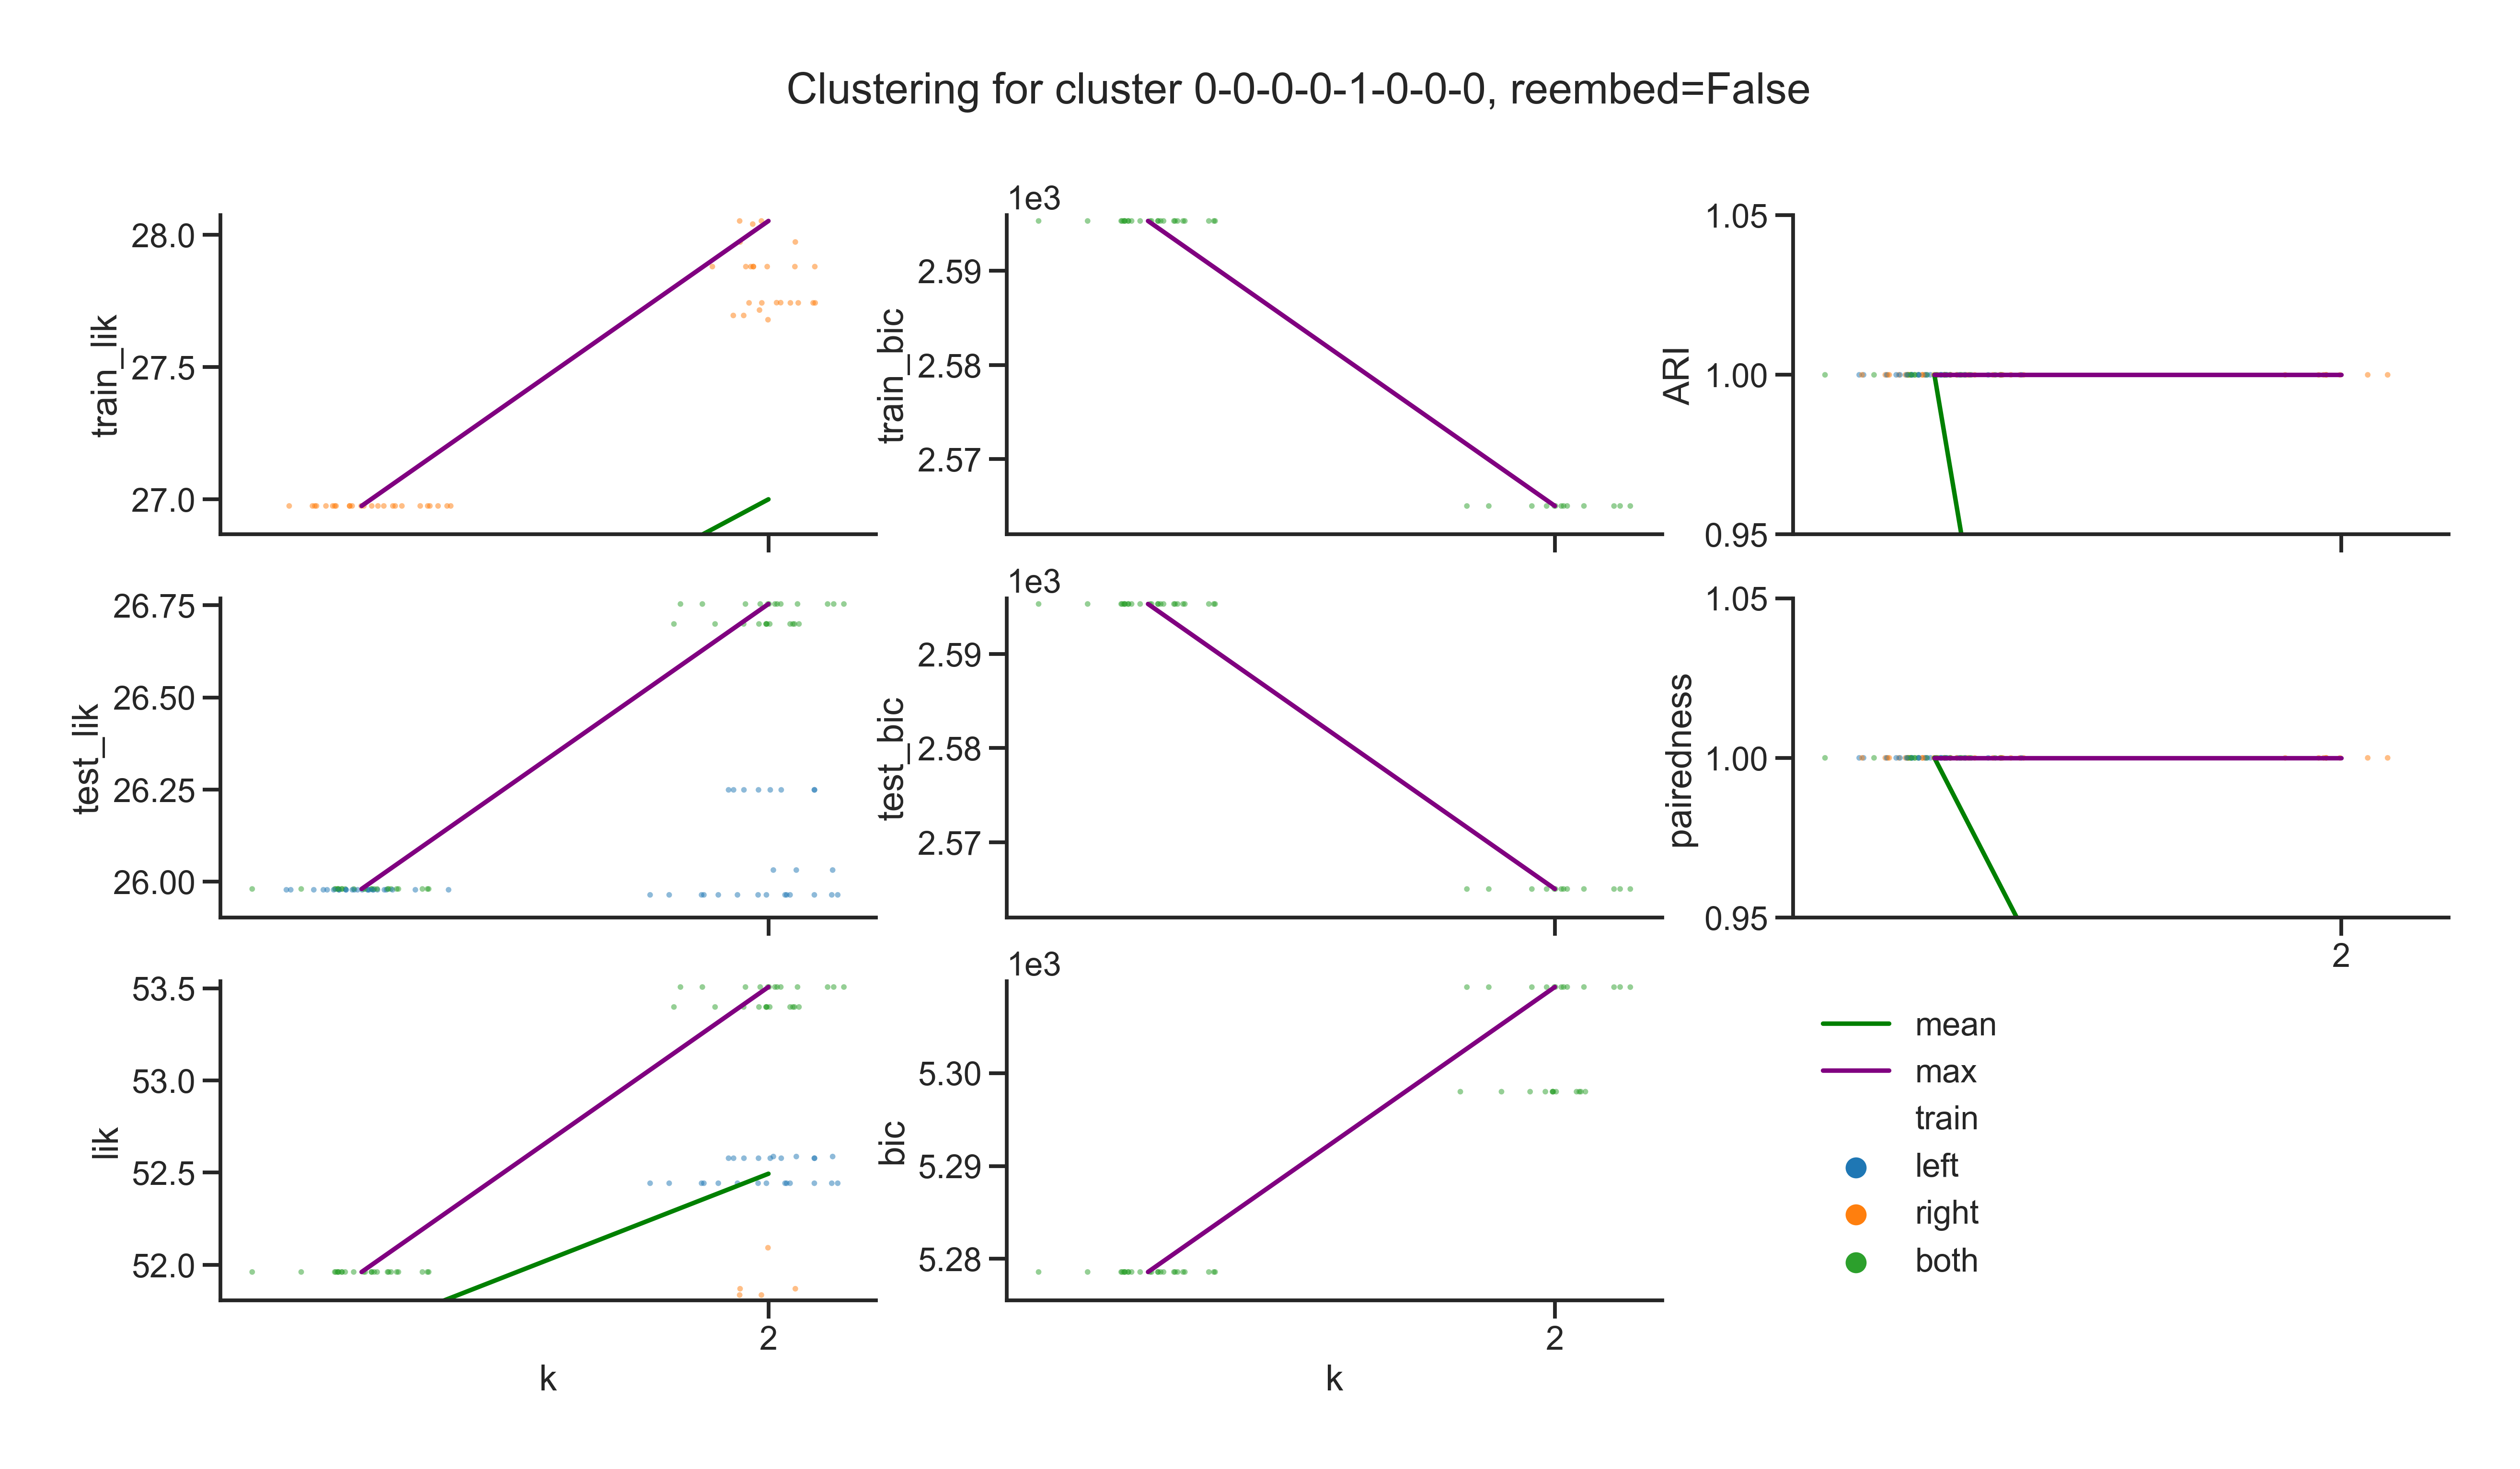 Clustering for cluster 0-0-0-0-1-0-0-0, reembed=False
train_lik
28.0
27.5
27.0
1e3
train_bic
2.59
2.58
2.57
ARI
1.05
1.00
0.95
test_lik
26.75
26.50
26.25
26.00
1e3
test_bic
2.59
2.58
2.57
pairedness
1.05
1.00
0.95
2
lik
53.5
53.0
52.5
52.0
2
k
1e3
bic
5.30
5.29
5.28
2
k
mean
max
train
left
right
both